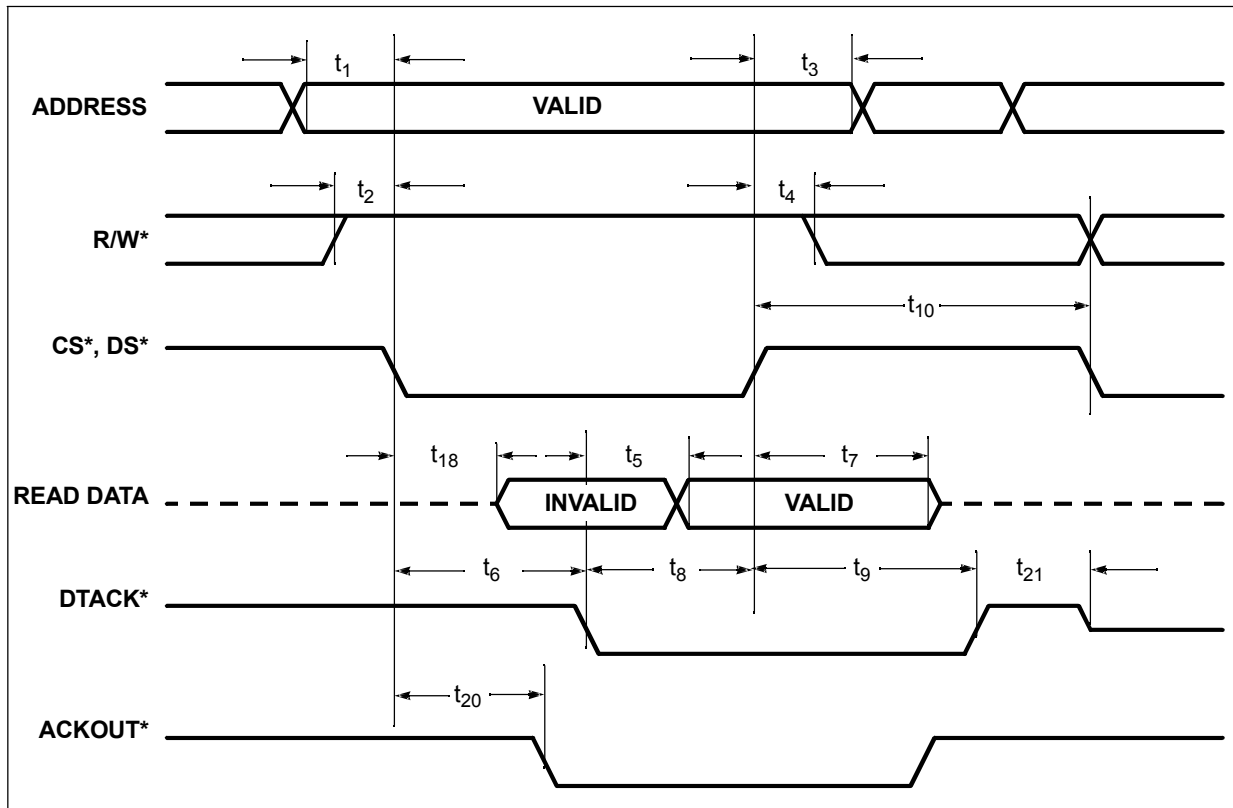 t1
t3
ADDRESS
VALID
t2
t4
R/W*
t10
CS*, DS*
t18
t5
t7
READ DATA
INVALID
VALID
t6
t8
t9
t21
DTACK*
t20
ACKOUT*